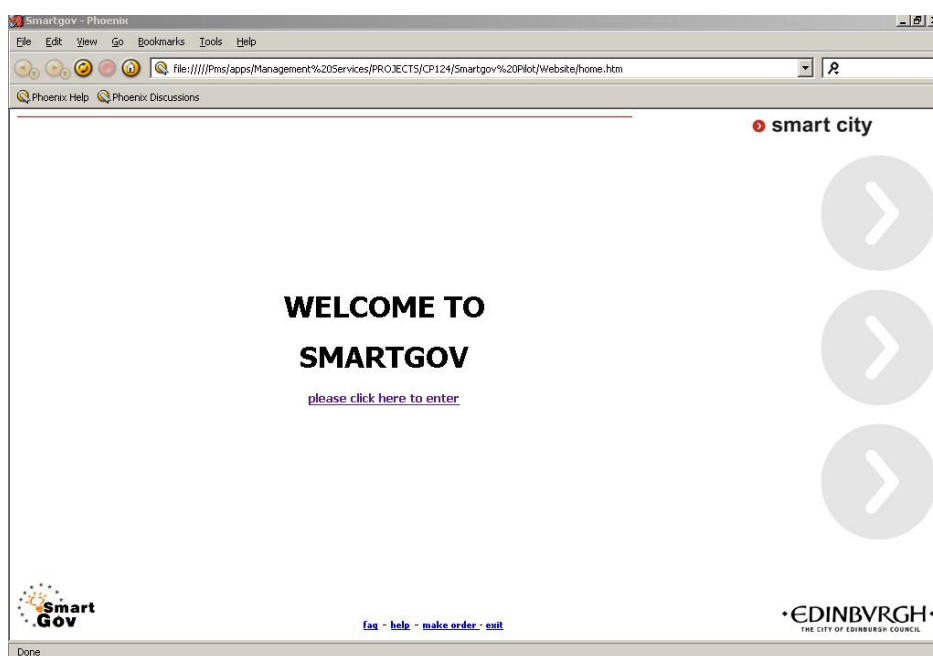 Smartgov - Phoenix
File Edit View Go Bookmarks Tools Help
file://///Pms/apps/Management%20Services/PROJECTS/CP124/Smartgov%20Pilot/Website/home.htm
Phoenix Help Phoenix Discussions
smart city
WELCOME TO
SMARTGOV
please click here to enter
Smart
Gov
faq - help - make order - exit
·EDINBVRGH·
THE CITY OF EDINBURGH COUNCIL
Done